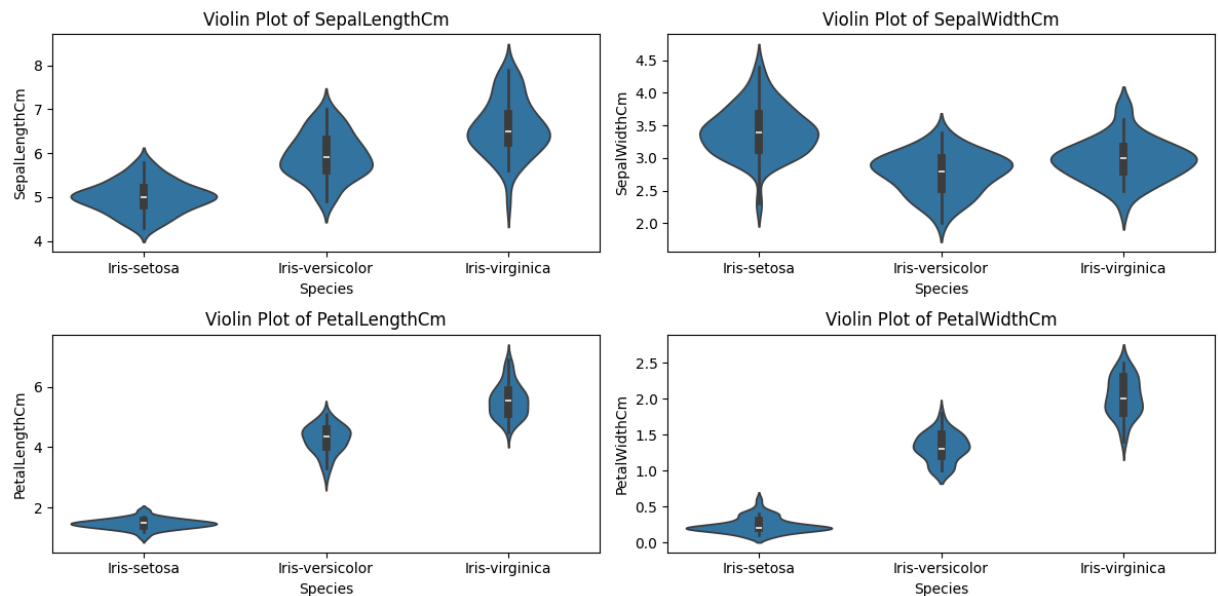 Violin Plot of SepalLengthCm
SepalLengthCm
8
7
6
5
4
Iris-setosa Iris-versicolor Iris-virginica
Species
Violin Plot of SepalWidthCm
SepalWidthCm
4.5
4.0
3.5
3.0
2.5
2.0
Iris-setosa Iris-versicolor Iris-virginica
Species
Violin Plot of PetalLengthCm
PetalLengthCm
6
4
2
Iris-setosa Iris-versicolor Iris-virginica
Species
Violin Plot of PetalWidthCm
PetalWidthCm
2.5
2.0
1.5
1.0
0.5
0.0
Iris-setosa Iris-versicolor Iris-virginica
Species